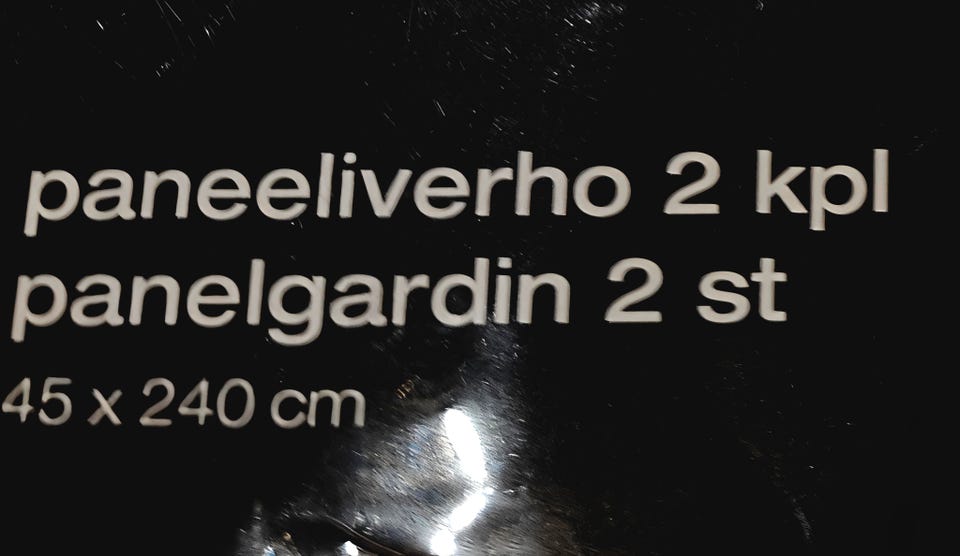 paneeliverho 2 kpl
panelgardin 2 st
45 x 240 cm